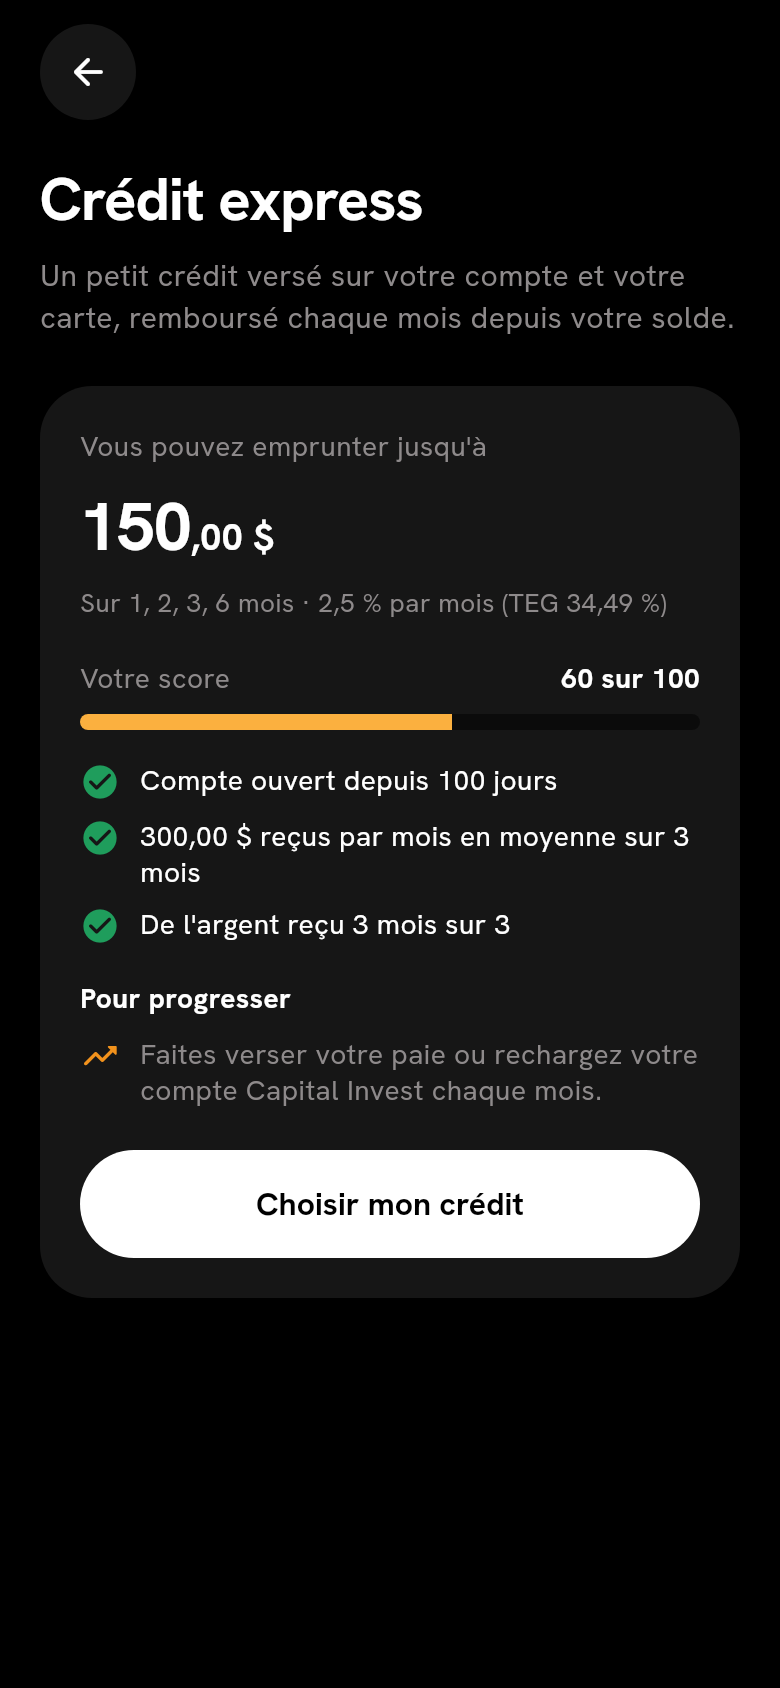 Crédit express
Un petit crédit versé sur votre compte et votre
carte, remboursé chaque mois depuis votre solde.
Vous pouvez emprunter jusqu'à
150,00 $
Sur 1, 2, 3, 6 mois · 2,5 % par mois (TEG 34,49 %)
Votre score 60 sur 100
Compte ouvert depuis 100 jours
300,00 $ reçus par mois en moyenne sur 3
mois
De l'argent reçu 3 mois sur 3
Pour progresser
Faites verser votre paie ou rechargez votre
compte Capital Invest chaque mois.
Choisir mon crédit